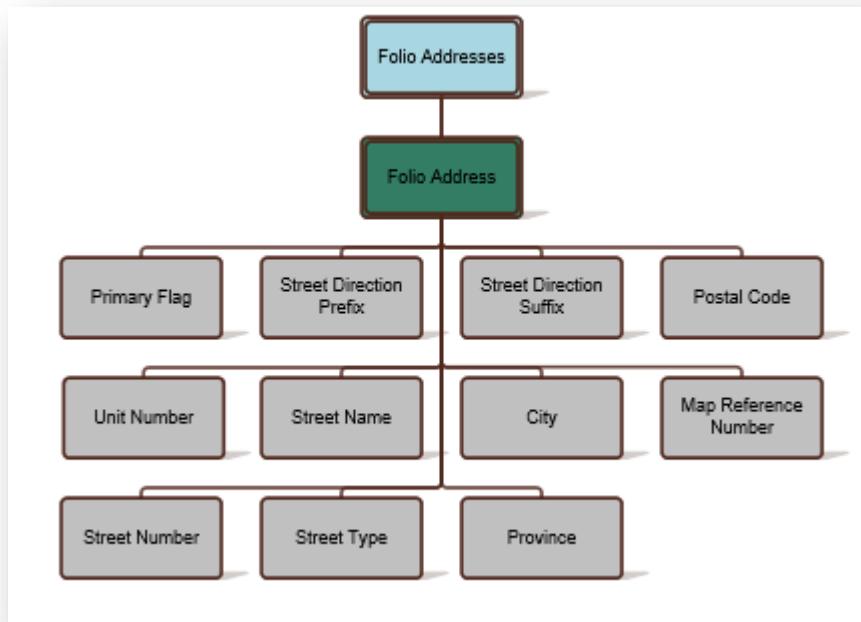 Folio Addresses
Folio Address
Primary Flag
Street Direction
Prefix
Street Direction
Suffix
Postal Code
Unit Number
Street Name
City
Map Reference
Number
Street Number
Street Type
Province